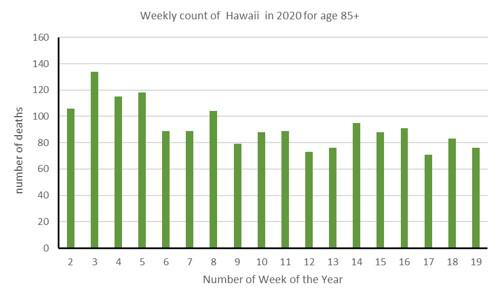 Weekly count of  Hawaii  in 2020 for age 85+
160
140
120
100
80
60
40
20
0
number of deaths
2 3 4 5 6 7 8 9 10 11 12 13 14 15 16 17 18 19
Number of Week of the Year